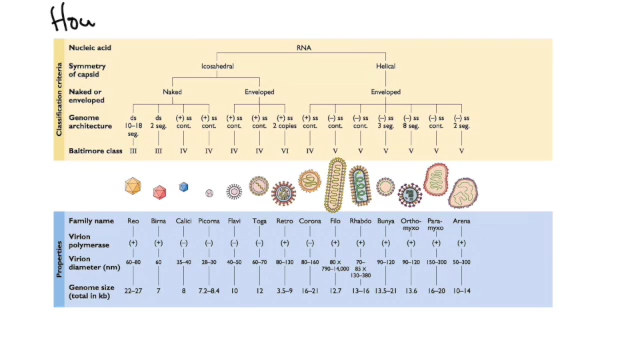 How
Nucleic acid RNA
Symmetry of capsid Icosahedral Helical
Naked or enveloped Naked Enveloped Enveloped
Classification criteria
Genome architecture ds 10–18 seg. ds 2 seg. (+) ss cont. (+) ss cont. (+) ss cont. (+) ss cont. (+) ss 2 copies (+) ss cont. (–) ss cont. (–) ss cont. (–) ss 3 seg. (–) ss 8 seg. (–) ss cont. (–) ss 2 seg.
Baltimore class III III IV IV IV IV VI IV V V V V V V
Family name Reo Birna Calici Picorna Flavi Toga Retro Corona Filo Rhabdo Bunya Ortho-myxo Para-myxo Arena
Properties
Virion polymerase (+) (+) (–) (–) (–) (–) (+) (–) (+) (+) (+) (+) (+) (+)
Virion diameter (nm) 60–80 60 35–40 28–30 40–50 60–70 80–130 80–160 80 X 790–14,000 70–85 X 130–380 90–120 90–120 150–300 50–300
Genome size (total in kb) 22–27 7 8 7.2–8.4 10 12 3.5–9 16–21 12.7 13–16 13.5–21 13.6 16–20 10–14